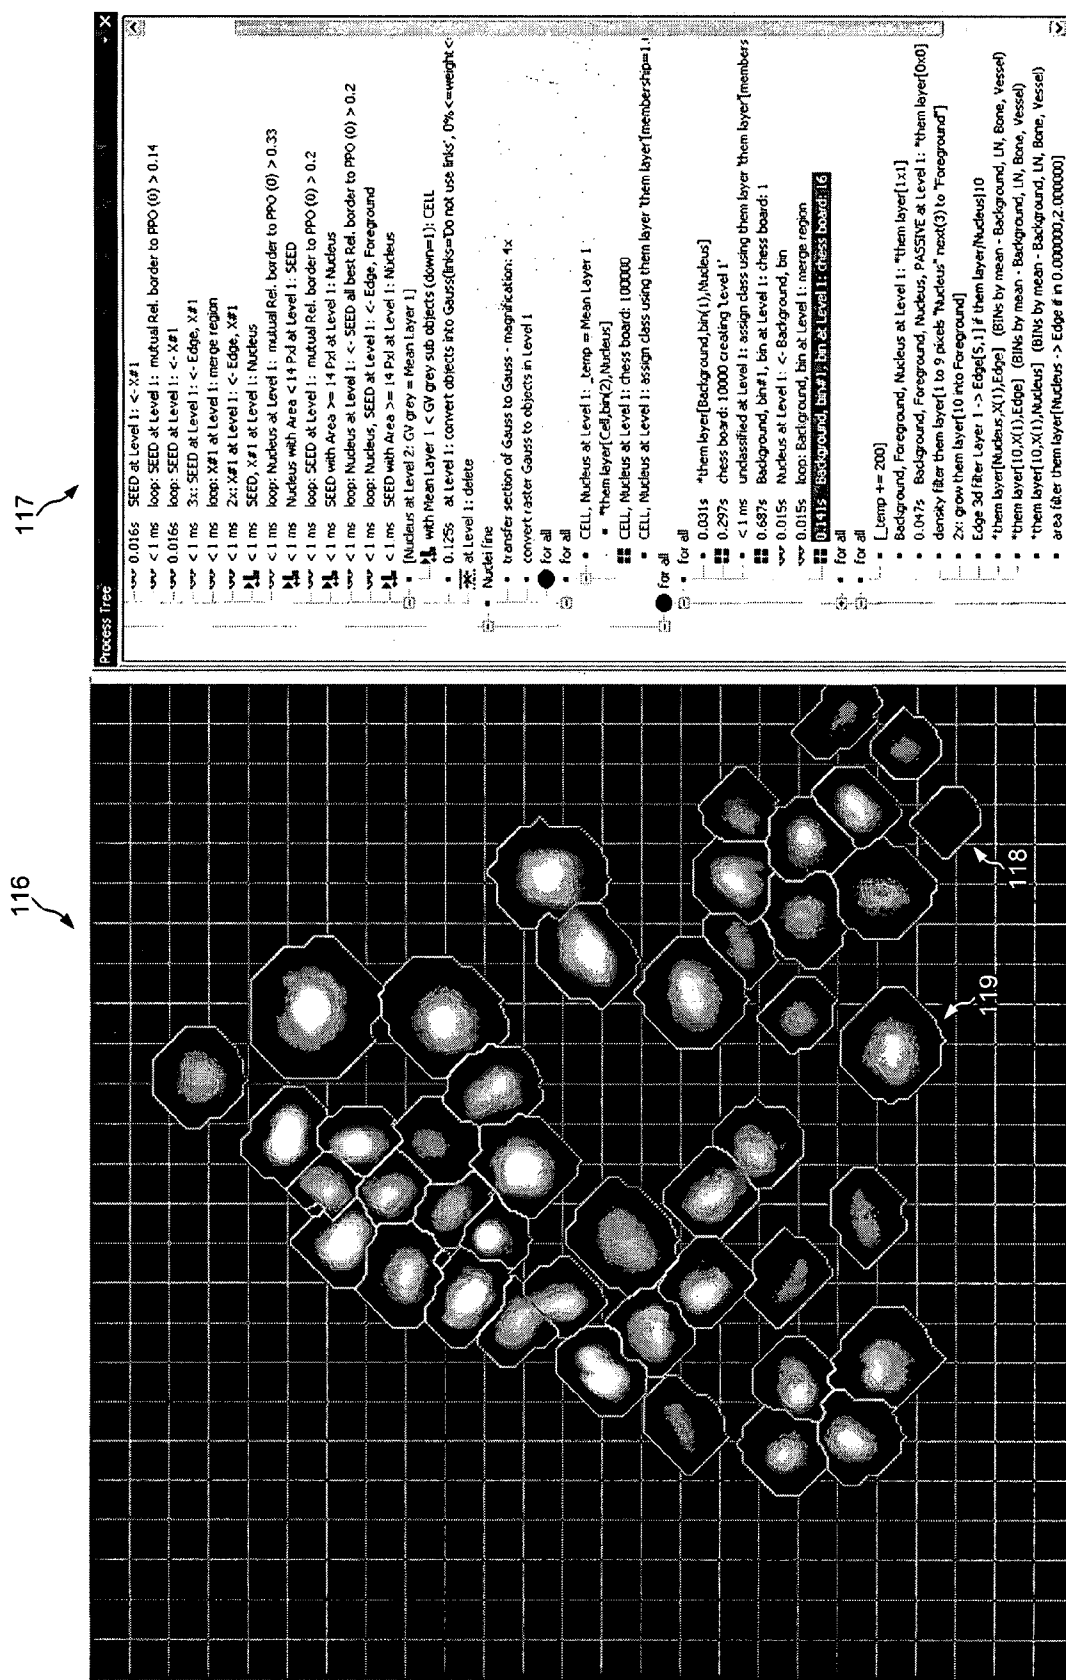 117
116
Process Tree
0.016s SEED at Level 1: <- X#1
< 1 ms loop: SEED at Level 1: mutual Rel. border to PPO (0) > 0.14
0.016s loop: SEED at Level 1: <- X#1
< 1 ms 3x: SEED at Level 1: <- Edge, X#1
< 1 ms loop: X#1 at Level 1: merge region
< 1 ms 2x: X#1 at Level 1: <- Edge, X#1
< 1 ms SEED, X#1 at Level 1: Nucleus
< 1 ms loop: Nucleus at Level 1: mutual Rel. border to PPO (0) > 0.33
< 1 ms Nucleus with Area < 14 Pxl at Level 1: SEED
< 1 ms loop: SEED at Level 1: mutual Rel. border to PPO (0) > 0.2
< 1 ms SEED with Area >= 14 Pxl at Level 1: Nucleus
< 1 ms loop: Nucleus at Level 1: <- SEED all best Rel. border to PPO (0) > 0.2
< 1 ms loop: Nucleus, SEED at Level 1: <- Edge, Foreground
< 1 ms SEED with Area >= 14 Pxl at Level 1: Nucleus
[Nucleus at Level 2: GV grey = Mean Layer 1]
with Mean Layer 1 < GV grey sub objects (down=1): CELL
0.125s at Level 1: convert objects into Gauss(links='Do not use links', 0% <=weight <
at Level 1: delete
Nuclei line
transfer section of Gauss to Gauss - magnification: 4x
convert raster Gauss to objects in Level 1
for all
for all
CELL, Nucleus at Level 1: _temp = Mean Layer 1
*them layer[Cell,bin(2),Nucleus]
CELL, Nucleus at Level 1: chess board: 100000
CELL, Nucleus at Level 1: assign class using them layer 'them layer'[membership=1.
for all
for all
0.031s *them layer[Background,bin(1),Nucleus]
0.297s chess board: 10000 creating 'Level 1'
< 1 ms unclassified at Level 1: assign class using them layer 'them layer'[members
0.687s Background, bin#1, bin at Level 1: chess board: 1
0.015s Nucleus at Level 1: <- Background, bin
0.015s loop: Background, bin at Level 1: merge region
0.141s Background, bin#1, bin at Level 1: chess board: 16
for all
for all
[_temp += 200]
Background, Foreground, Nucleus at Level 1: *them layer[1x1]
0.047s Background, Foreground, Nucleus, PASSIVE at Level 1: *them layer[0x0]
density filter them layer[1 to 9 pixels "Nucleus" next(3) to "Foreground"]
2x: grow them layer[10 into Foreground]
Edge 3d filter Layer 1 -> Edge[5,1] if them layer/Nucleus]10
*them layer[Nucleus,X(1),Edge] (BINs by mean - Background, LN, Bone, Vessel)
*them layer[10,X(1),Edge] (BINs by mean - Background, LN, Bone, Vessel)
*them layer[10,X(1),Nucleus] (BINs by mean - Background, LN, Bone, Vessel)
area filter them layer[Nucleus -> Edge if in 0.000000,2.000000]
118
119